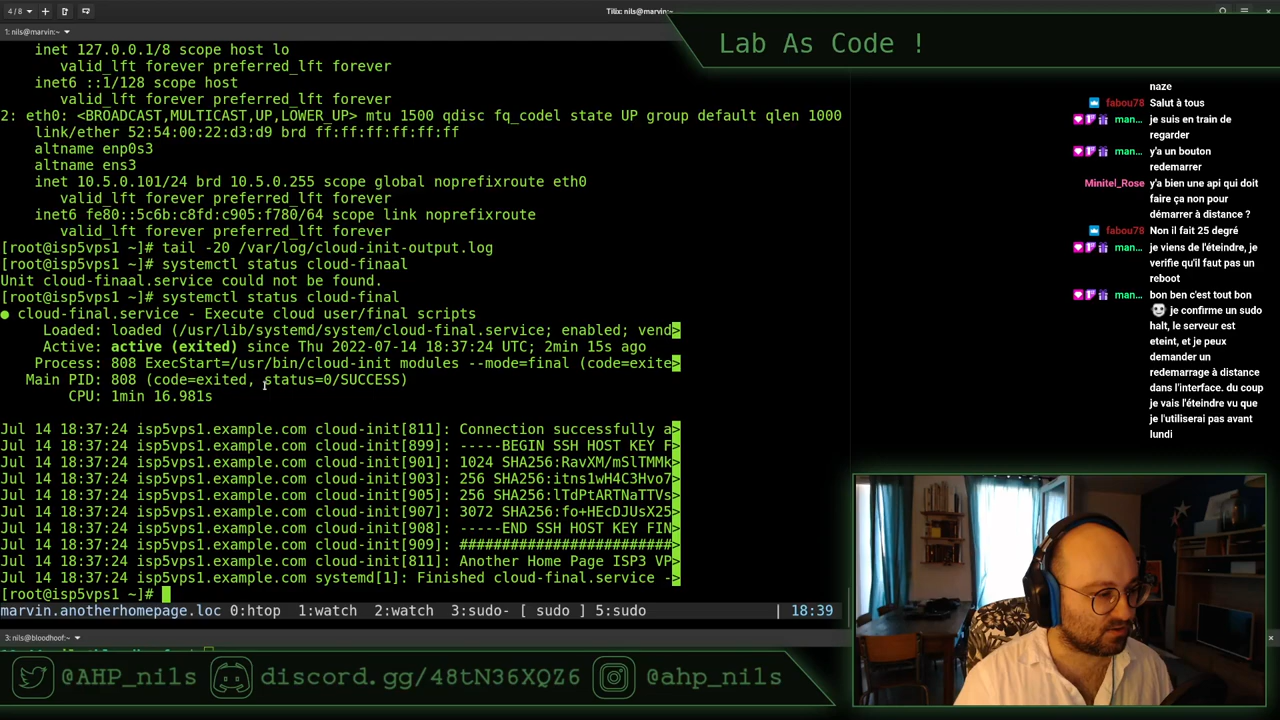 4 / 8
Tilix: nils@marvin:~
1: nils@marvin:~
Lab As Code !
inet 127.0.0.1/8 scope host lo
valid_lft forever preferred_lft forever
inet6 ::1/128 scope host
valid_lft forever preferred_lft forever
2: eth0: <BROADCAST,MULTICAST,UP,LOWER_UP> mtu 1500 qdisc fq_codel state UP group default qlen 1000
link/ether 52:54:00:22:d3:d9 brd ff:ff:ff:ff:ff:ff
altname enp0s3
altname ens3
inet 10.5.0.101/24 brd 10.5.0.255 scope global noprefixroute eth0
valid_lft forever preferred_lft forever
inet6 fe80::5c6b:c8fd:c905:f780/64 scope link noprefixroute
valid_lft forever preferred_lft forever
[root@isp5vps1 ~]# tail -20 /var/log/cloud-init-output.log
[root@isp5vps1 ~]# systemctl status cloud-finaal
Unit cloud-finaal.service could not be found.
[root@isp5vps1 ~]# systemctl status cloud-final
● cloud-final.service - Execute cloud user/final scripts
Loaded: loaded (/usr/lib/systemd/system/cloud-final.service; enabled; vend>
Active: active (exited) since Thu 2022-07-14 18:37:24 UTC; 2min 15s ago
Process: 808 ExecStart=/usr/bin/cloud-init modules --mode=final (code=exite>
Main PID: 808 (code=exited, status=0/SUCCESS)
CPU: 1min 16.981s
Jul 14 18:37:24 isp5vps1.example.com cloud-init[811]: Connection successfully a>
Jul 14 18:37:24 isp5vps1.example.com cloud-init[899]: -----BEGIN SSH HOST KEY F>
Jul 14 18:37:24 isp5vps1.example.com cloud-init[901]: 1024 SHA256:RavXM/mSlTMMk>
Jul 14 18:37:24 isp5vps1.example.com cloud-init[903]: 256 SHA256:itns1wH4C3Hvo7>
Jul 14 18:37:24 isp5vps1.example.com cloud-init[905]: 256 SHA256:lTdPtARTNaTTVs>
Jul 14 18:37:24 isp5vps1.example.com cloud-init[907]: 3072 SHA256:fo+HEcDJUsX25>
Jul 14 18:37:24 isp5vps1.example.com cloud-init[908]: -----END SSH HOST KEY FIN>
Jul 14 18:37:24 isp5vps1.example.com cloud-init[909]: ########################>
Jul 14 18:37:24 isp5vps1.example.com cloud-init[811]: Another Home Page ISP3 VP>
Jul 14 18:37:24 isp5vps1.example.com systemd[1]: Finished cloud-final.service ->
[root@isp5vps1 ~]#
marvin.anotherhomepage.loc 0:htop 1:watch 2:watch 3:sudo- [ sudo ] 5:sudo | 18:39
3: nils@bloodhoof:~
naze
fabou78 Salut à tous
man... je suis en train de
regarder
man... y'a un bouton
redemarrer
Minitel_Rose y'a bien une api qui doit
faire ça non pour
démarrer à distance ?
fabou78 Non il fait 25 degré
man... je viens de l'éteindre, je
verifie qu'il faut pas un
reboot
man... bon ben c'est tout bon
je confirme un sudo
halt, le serveur est
eteint, et je peux
demander un
redemarrage à distance
dans l'interface. du coup
je vais l'éteindre vu que
je l'utiliserai pas avant
lundi
@AHP_nils
discord.gg/48tN36XQZ6
@ahp_nils